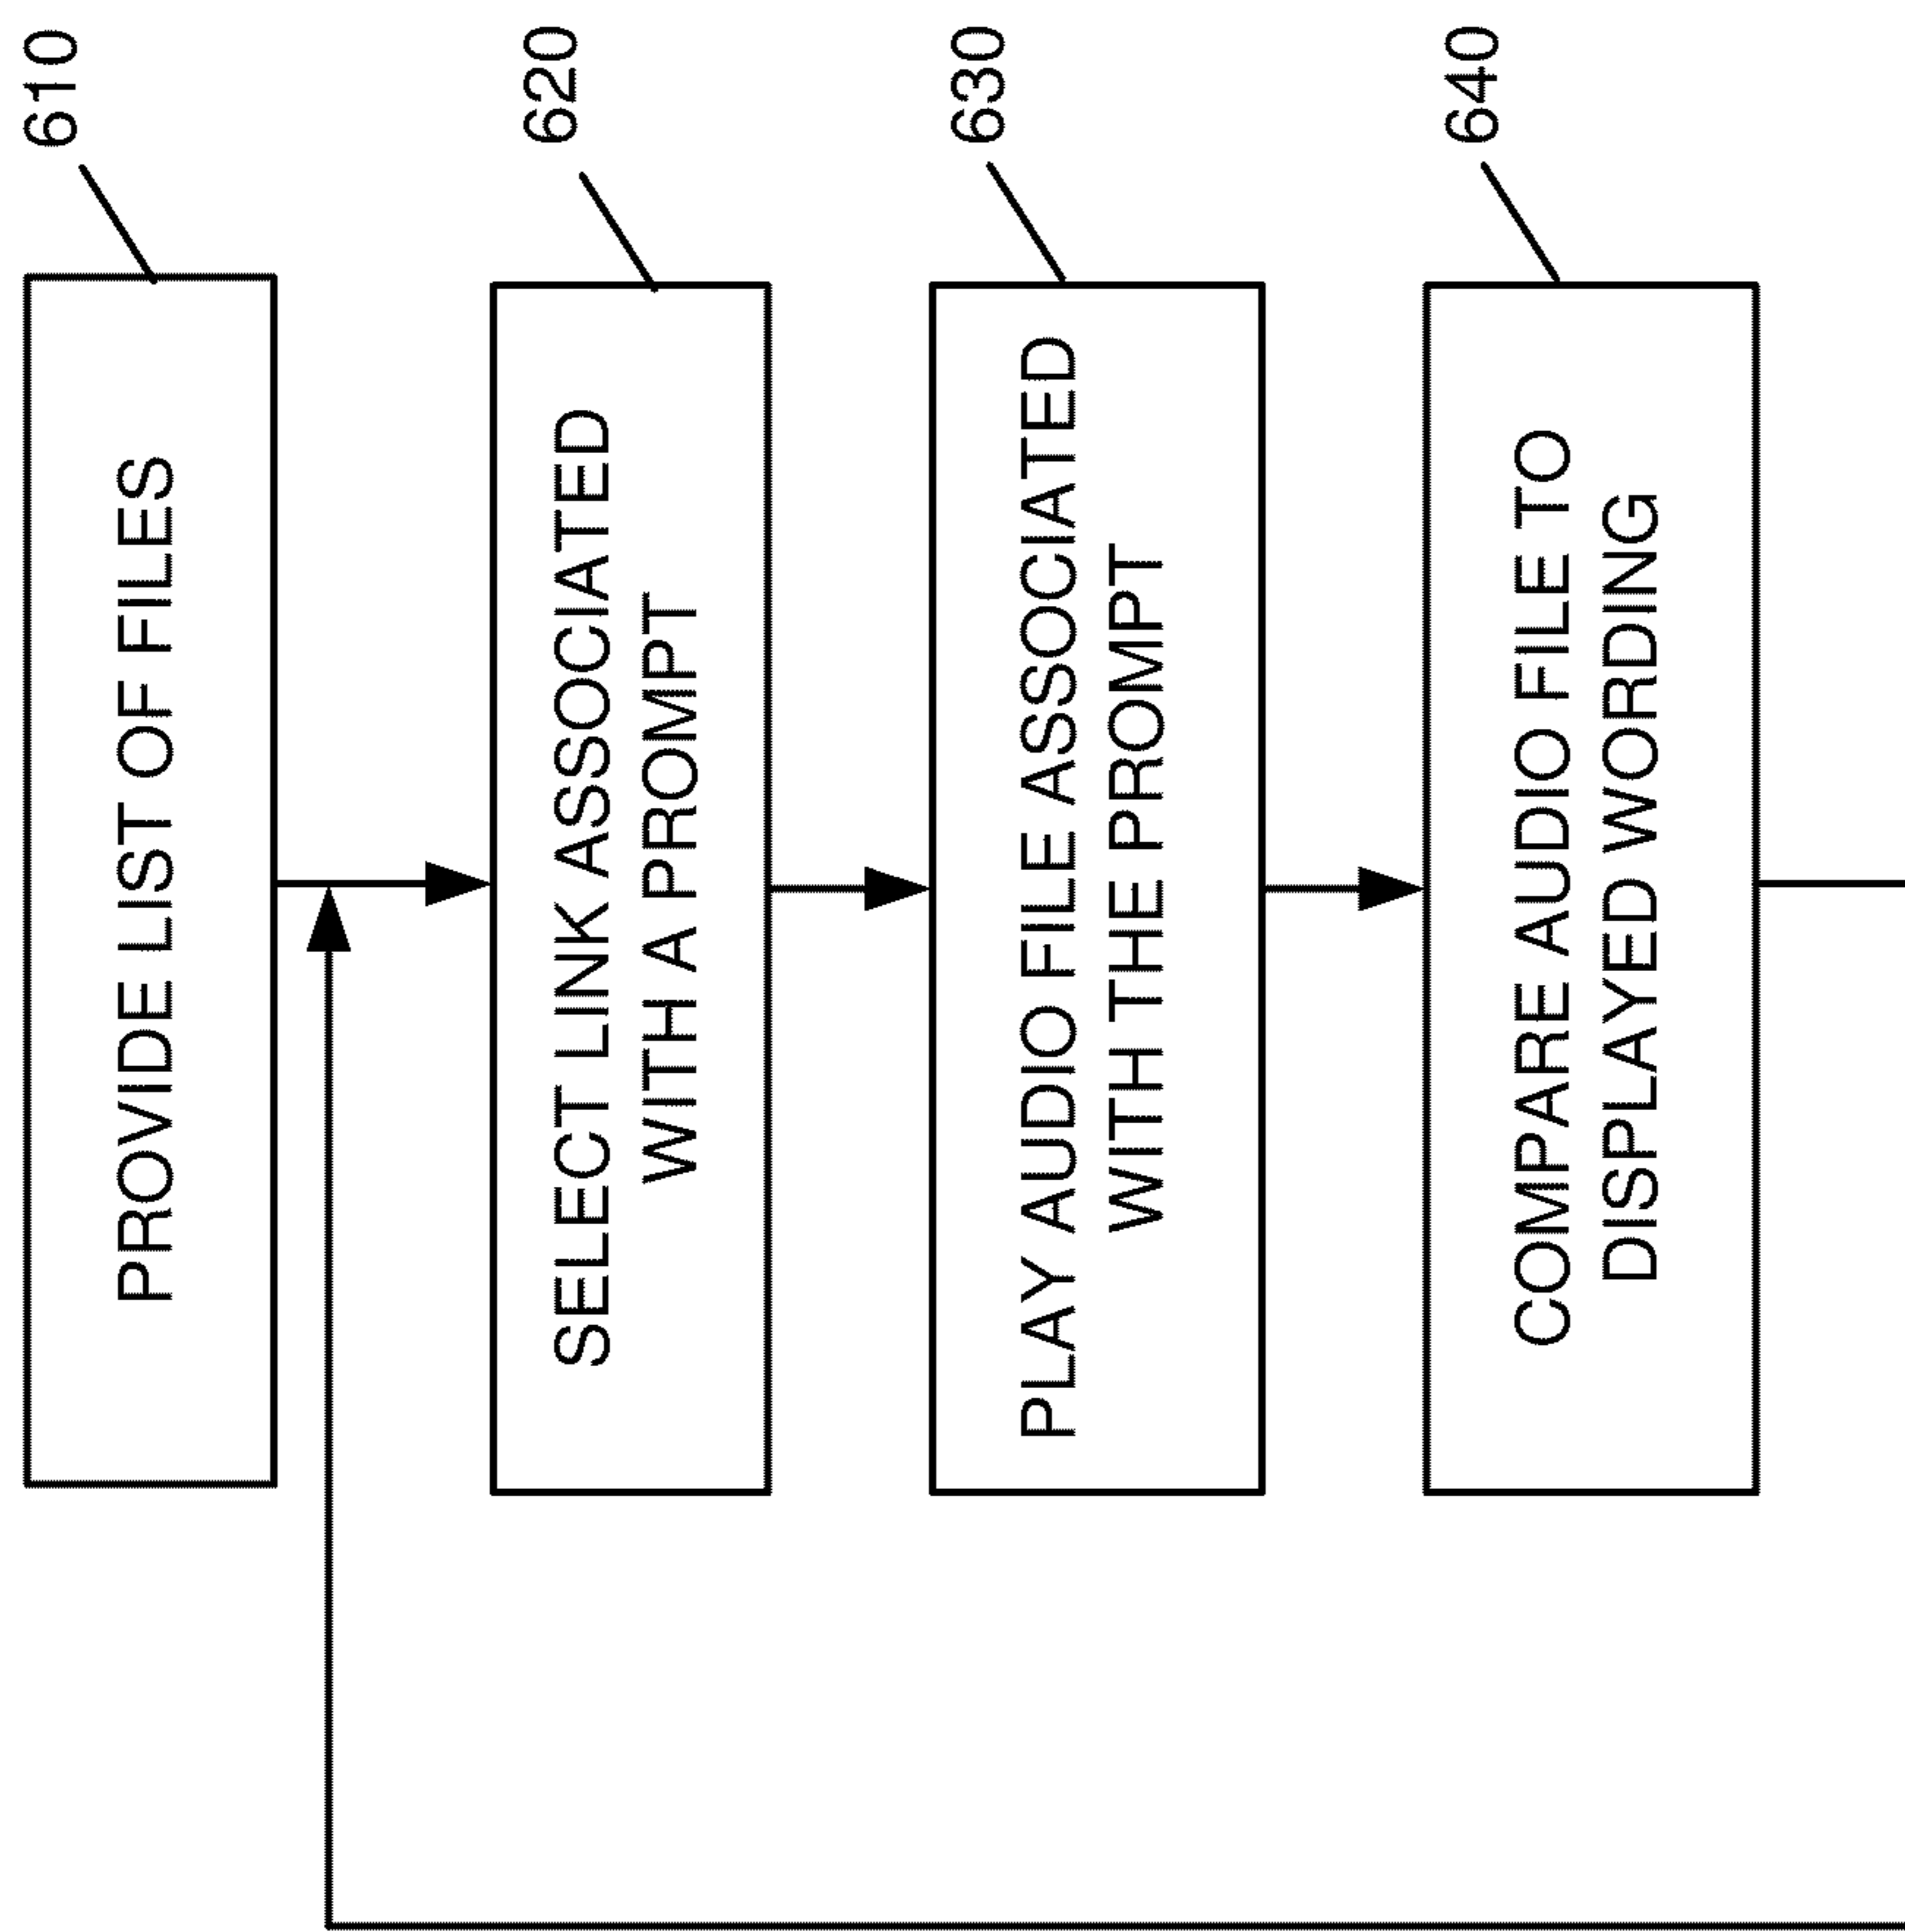 PROVIDE LIST OF FILES
610
SELECT LINK ASSOCIATED
WITH A PROMPT
620
PLAY AUDIO FILE ASSOCIATED
WITH THE PROMPT
630
COMPARE AUDIO FILE TO
DISPLAYED WORDING
640